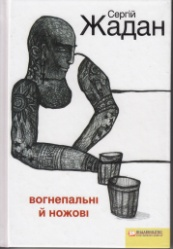 Сергій
Жадан
вогнепальні
й ножові